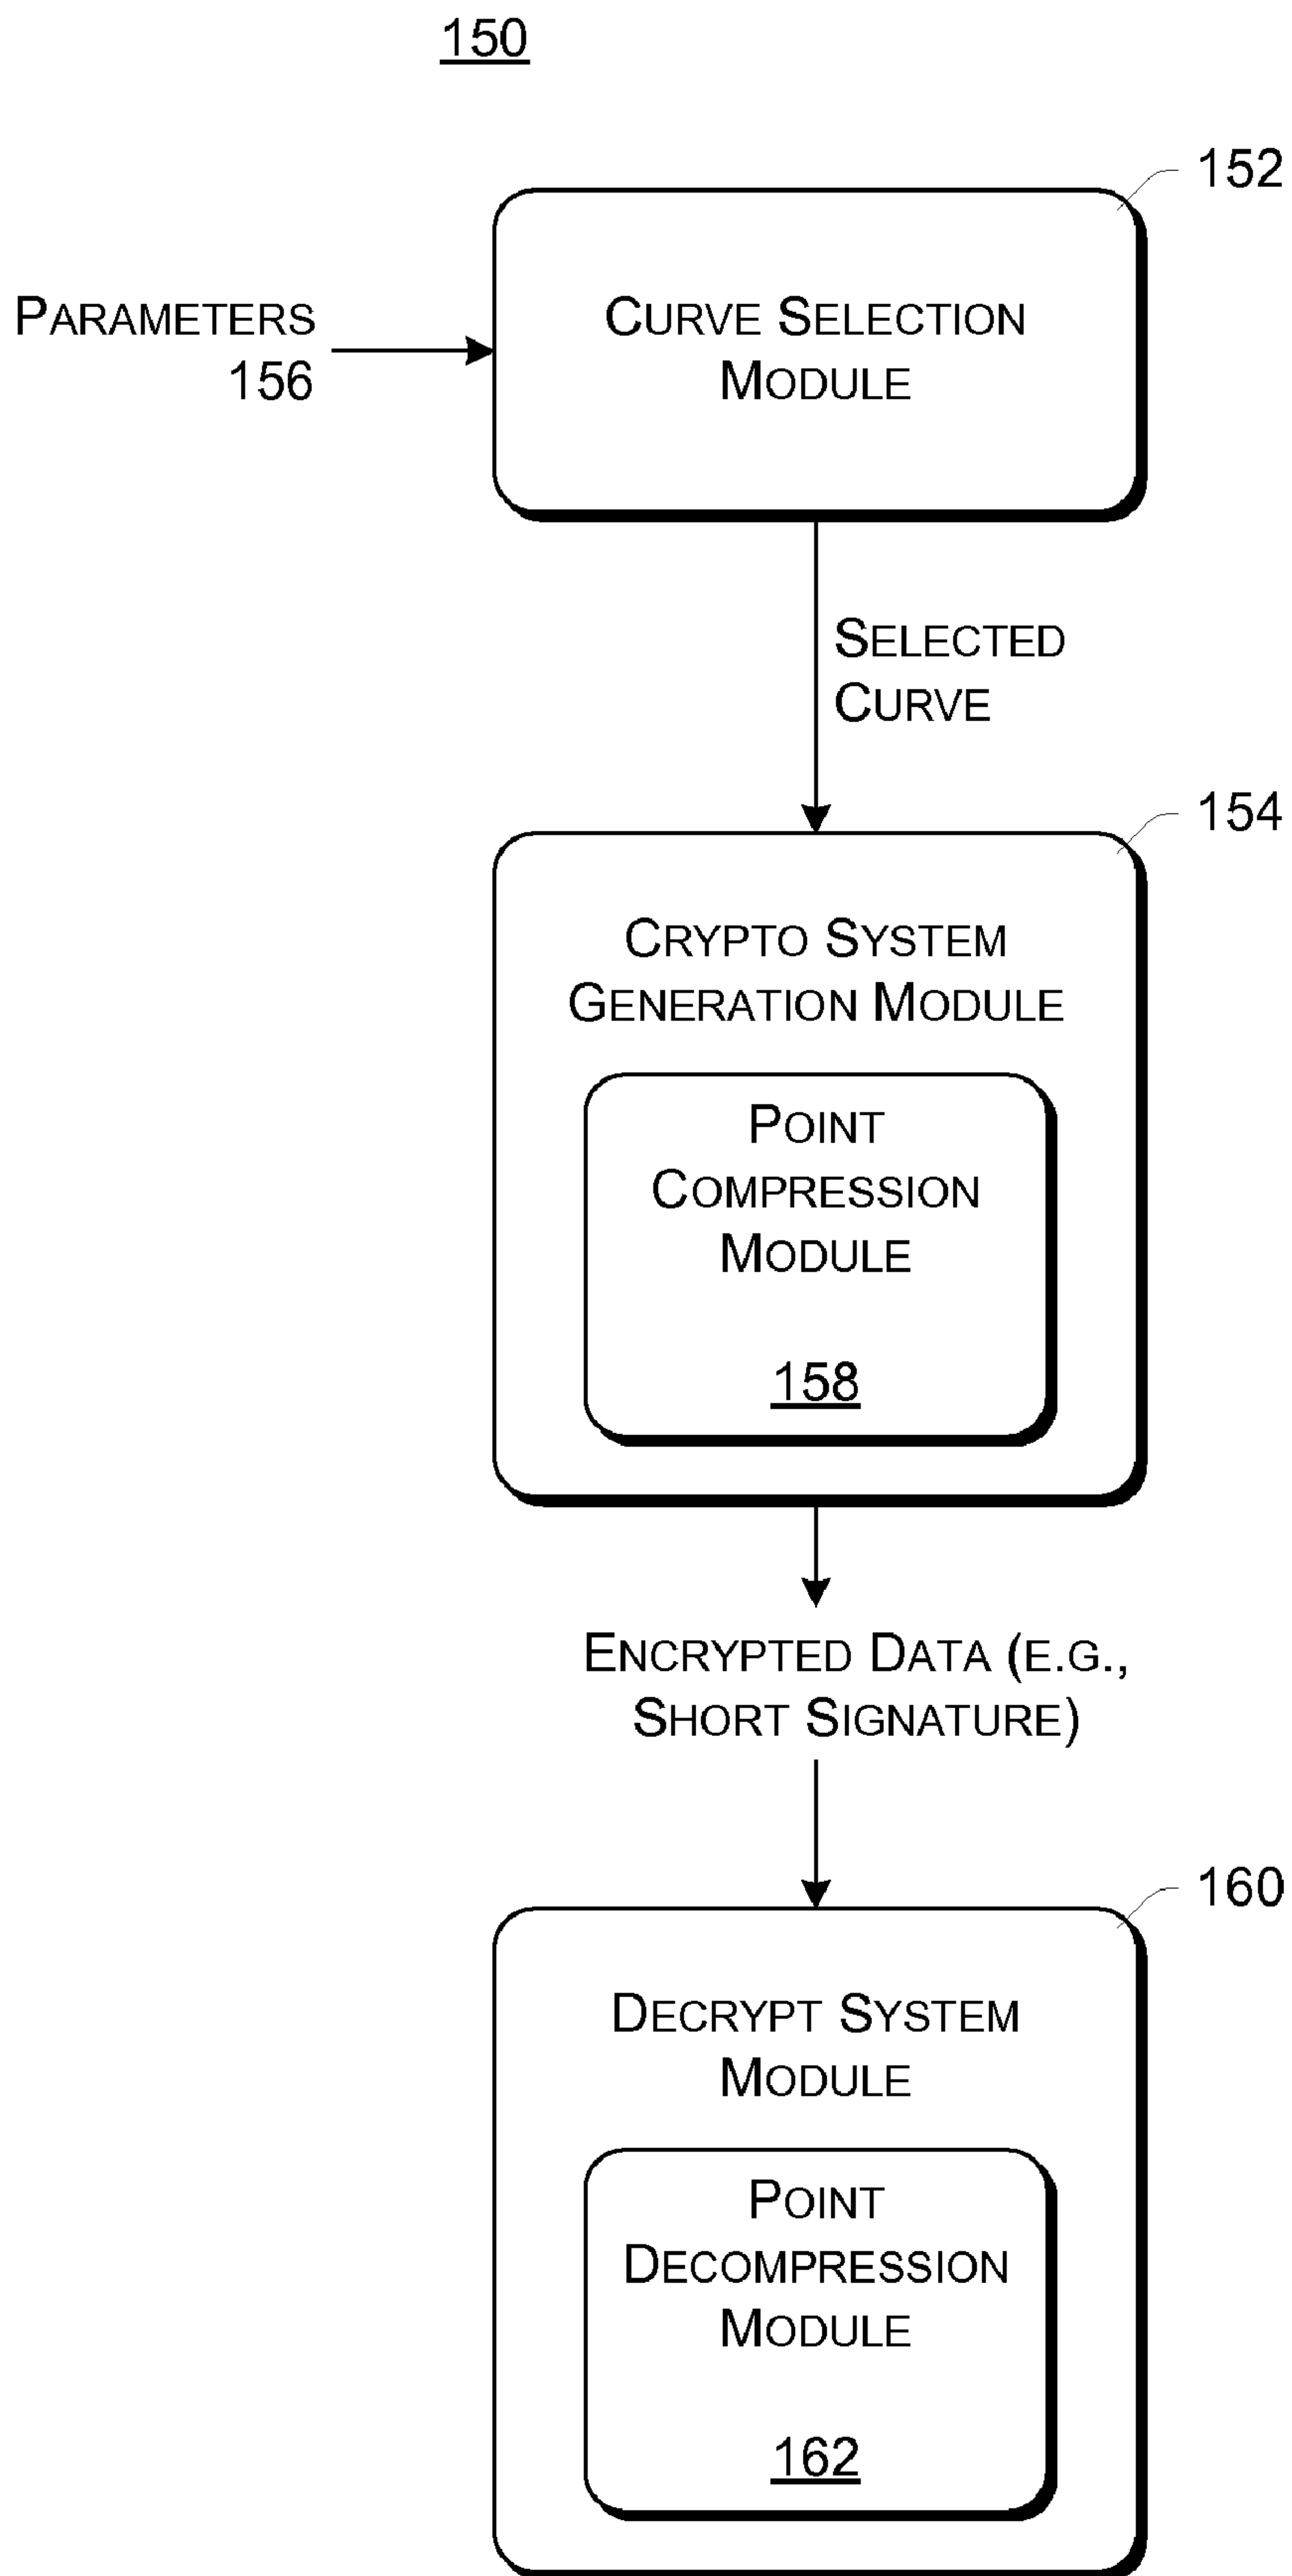 150
152
PARAMETERS
156
CURVE SELECTION
MODULE
SELECTED
CURVE
154
CRYPTO SYSTEM
GENERATION MODULE
POINT
COMPRESSION
MODULE
158
ENCRYPTED DATA (E.G.,
SHORT SIGNATURE)
160
DECRYPT SYSTEM
MODULE
POINT
DECOMPRESSION
MODULE
162